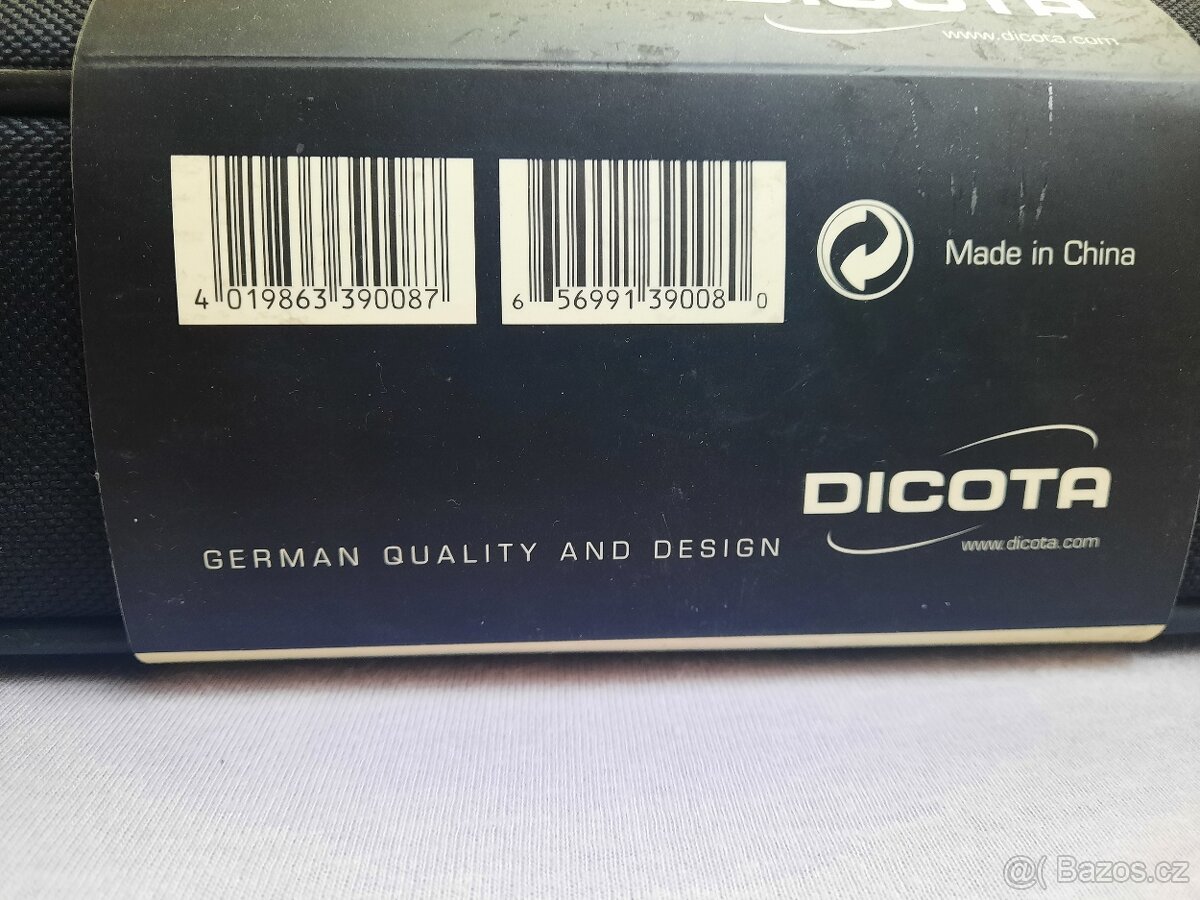 DICOTA
www.dicota.com
4 019863 390087
6 56991 39008 0
Made in China
DICOTA
www.dicota.com
GERMAN QUALITY AND DESIGN
@( Bazos.cz